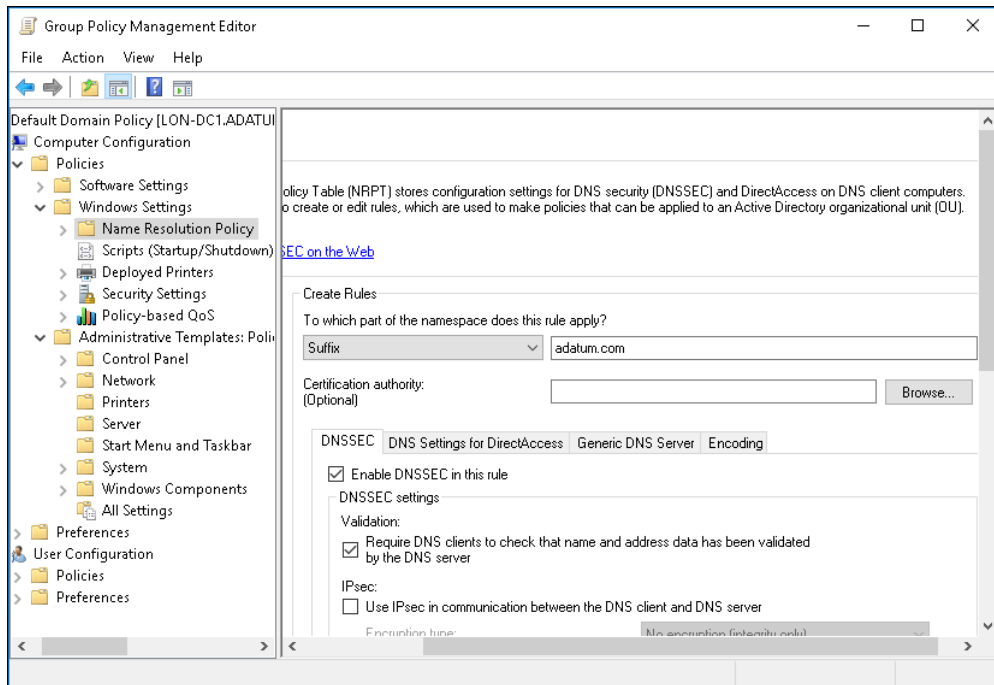 Group Policy Management Editor
File Action View Help
Default Domain Policy [LON-DC1.ADATUI
Computer Configuration
Policies
Software Settings
Windows Settings
Name Resolution Policy
Scripts (Startup/Shutdown)
Deployed Printers
Security Settings
Policy-based QoS
Administrative Templates: Poli
Control Panel
Network
Printers
Server
Start Menu and Taskbar
System
Windows Components
All Settings
Preferences
User Configuration
Policies
Preferences
olicy Table (NRPT) stores configuration settings for DNS security (DNSSEC) and DirectAccess on DNS client computers.
o create or edit rules, which are used to make policies that can be applied to an Active Directory organizational unit (OU).
SEC on the Web
Create Rules
To which part of the namespace does this rule apply?
Suffix adatum.com
Certification authority:
(Optional)
Browse...
DNSSEC DNS Settings for DirectAccess Generic DNS Server Encoding
Enable DNSSEC in this rule
DNSSEC settings
Validation:
Require DNS clients to check that name and address data has been validated
by the DNS server
IPsec:
Use IPsec in communication between the DNS client and DNS server
Encryption type: No encryption (integrity only)